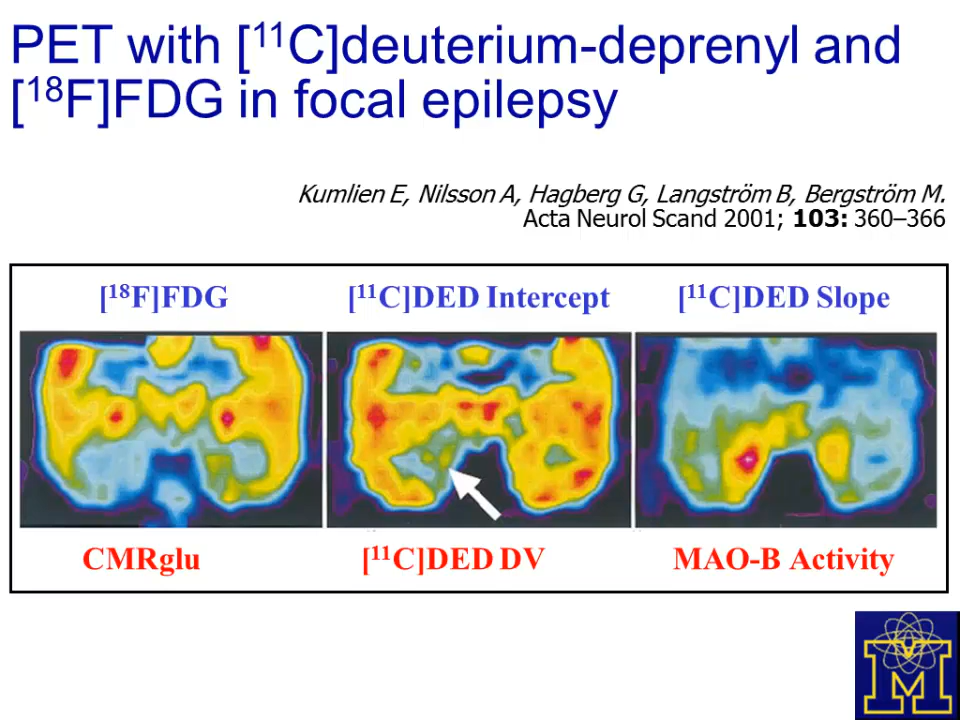 PET with [¹¹C]deuterium-deprenyl and
[¹⁸F]FDG in focal epilepsy
Kumlien E, Nilsson A, Hagberg G, Langström B, Bergström M.
Acta Neurol Scand 2001; 103: 360–366
[¹⁸F]FDG [¹¹C]DED Intercept [¹¹C]DED Slope
CMRglu [¹¹C]DED DV MAO-B Activity
M